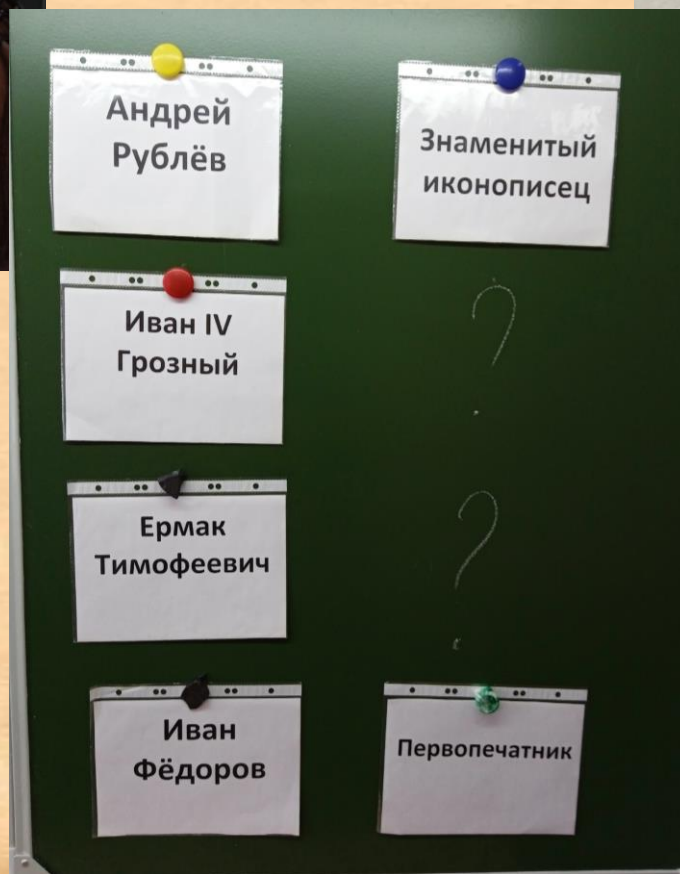 Андрей
Рублёв
Знаменитый
иконописец
Иван IV
Грозный
?
Ермак
Тимофеевич
?
Иван
Фёдоров
Первопечатник